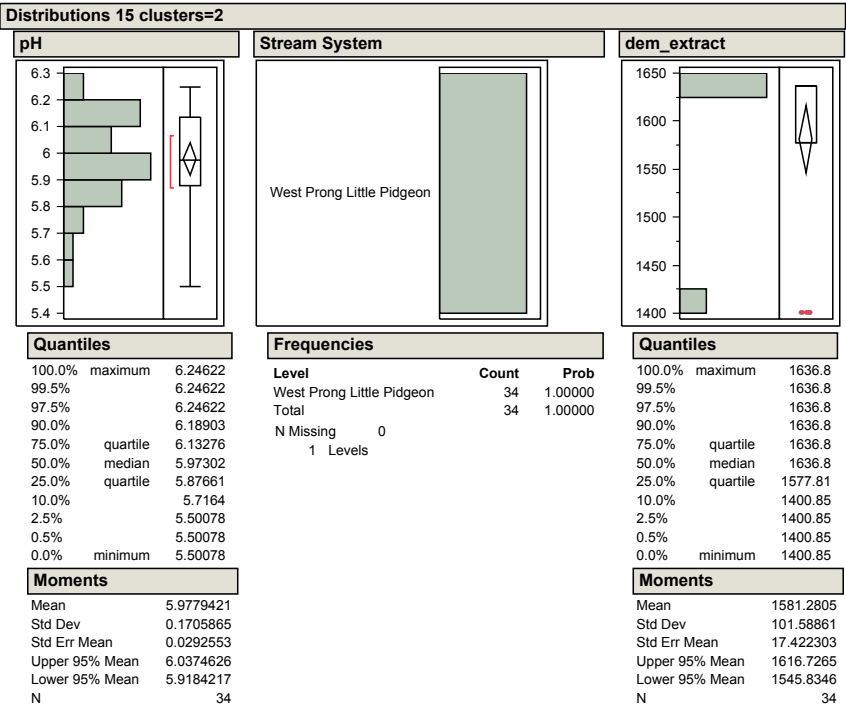 Distributions 15 clusters=2
pH
6.3
6.2
6.1
6
5.9
5.8
5.7
5.6
5.5
5.4
Quantiles
100.0% maximum 6.24622
99.5% 6.24622
97.5% 6.24622
90.0% 6.18903
75.0% quartile 6.13276
50.0% median 5.97302
25.0% quartile 5.87661
10.0% 5.7164
2.5% 5.50078
0.5% 5.50078
0.0% minimum 5.50078
Moments
Mean 5.9779421
Std Dev 0.1705865
Std Err Mean 0.0292553
Upper 95% Mean 6.0374626
Lower 95% Mean 5.9184217
N 34
Stream System
West Prong Little Pidgeon
Frequencies
Level Count Prob
West Prong Little Pidgeon 34 1.00000
Total 34 1.00000
N Missing 0
1 Levels
dem_extract
1650
1600
1550
1500
1450
1400
Quantiles
100.0% maximum 1636.8
99.5% 1636.8
97.5% 1636.8
90.0% 1636.8
75.0% quartile 1636.8
50.0% median 1636.8
25.0% quartile 1577.81
10.0% 1400.85
2.5% 1400.85
0.5% 1400.85
0.0% minimum 1400.85
Moments
Mean 1581.2805
Std Dev 101.58861
Std Err Mean 17.422303
Upper 95% Mean 1616.7265
Lower 95% Mean 1545.8346
N 34